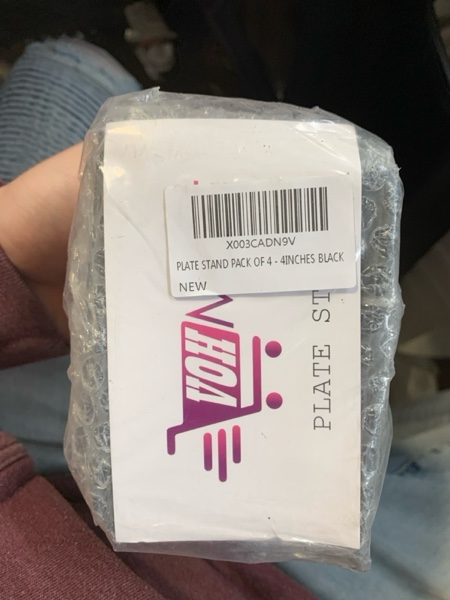 X003CADN9V
PLATE STAND PACK OF 4 - 4INCHES BLACK
NEW
HOA
PLATE ST